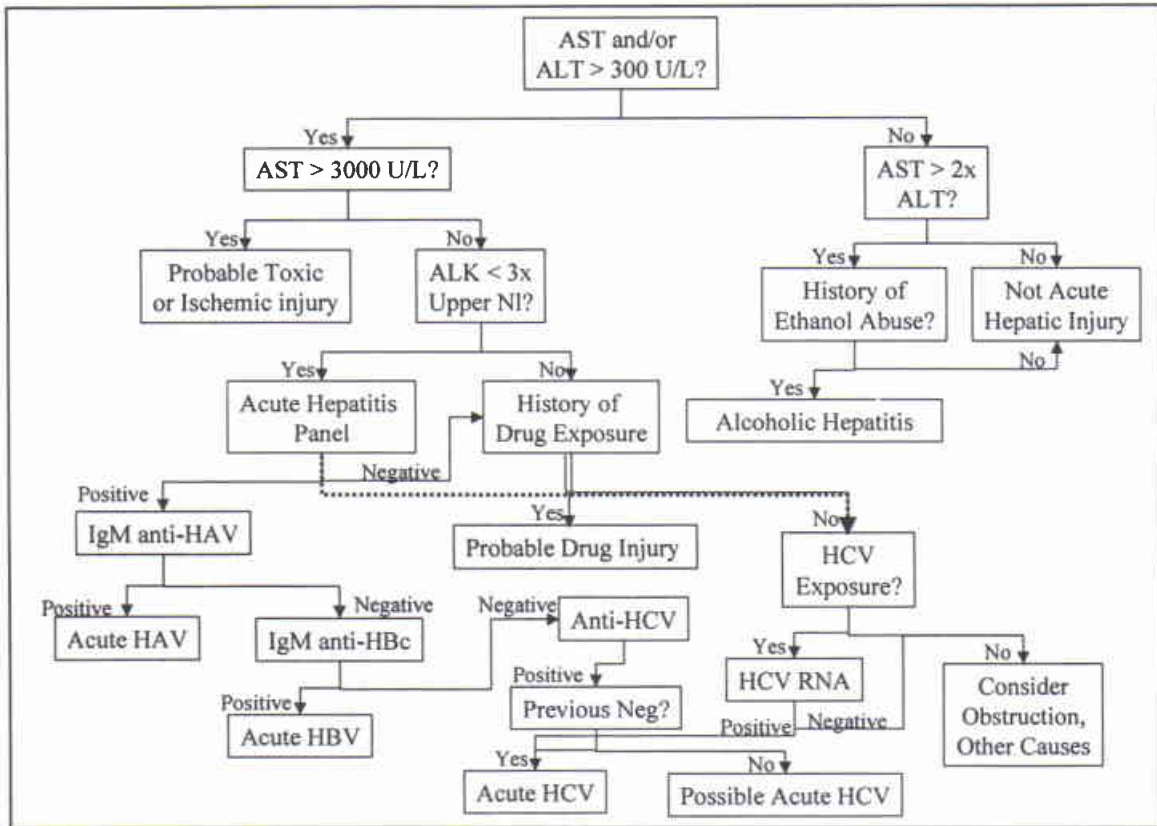 AST and/or
ALT > 300 U/L?
Yes
No
AST > 3000 U/L?
AST > 2x
ALT?
Yes
No
Yes
No
Probable Toxic
or Ischemic injury
ALK < 3x
Upper Nl?
History of
Ethanol Abuse?
Not Acute
Hepatic Injury
Yes
No
No
Yes
Acute Hepatitis
Panel
History of
Drug Exposure
Alcoholic Hepatitis
Negative
Positive
IgM anti-HAV
Yes
No
Probable Drug Injury
HCV
Exposure?
Positive
Negative
Negative
Acute HAV
IgM anti-HBc
Anti-HCV
Yes
No
Positive
HCV RNA
Consider
Obstruction,
Other Causes
Positive
Previous Neg?
Positive
Negative
Acute HBV
Yes
No
Acute HCV
Possible Acute HCV